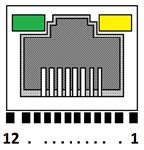 12 . ........ . 1